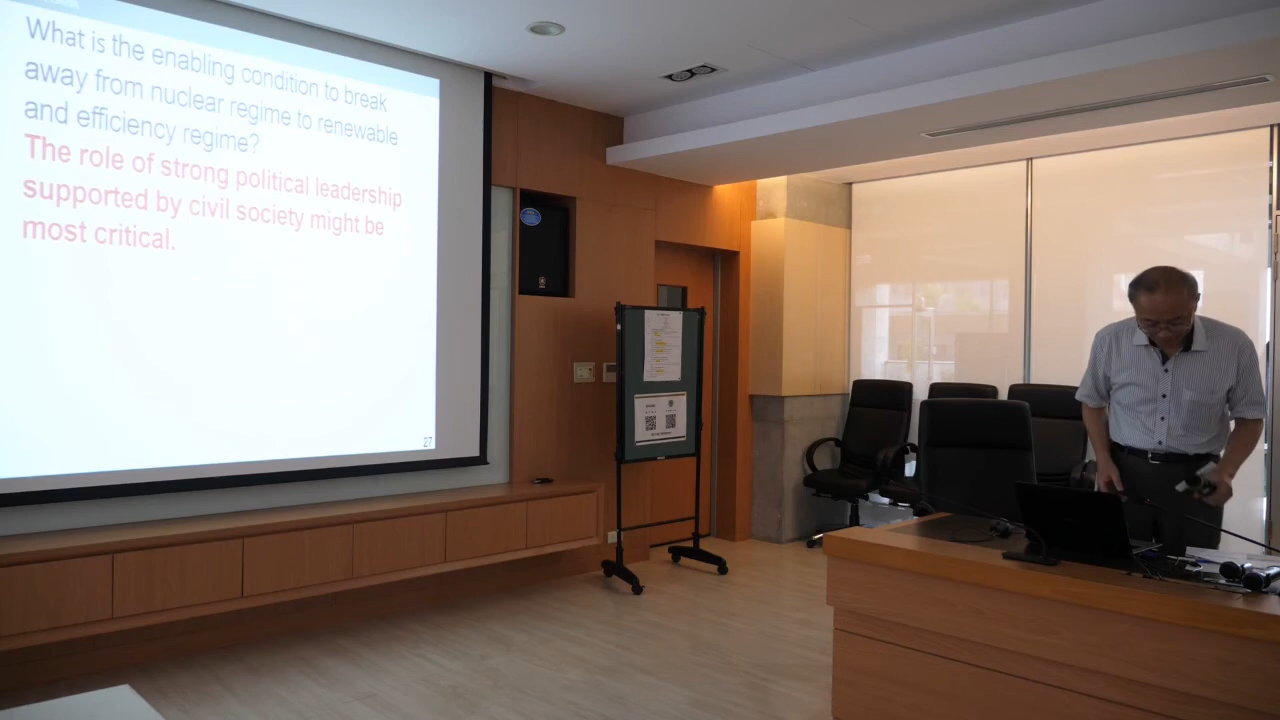 What is the enabling condition to break
away from nuclear regime to renewable
and efficiency regime?
The role of strong political leadership
supported by civil society might be
most critical.
27